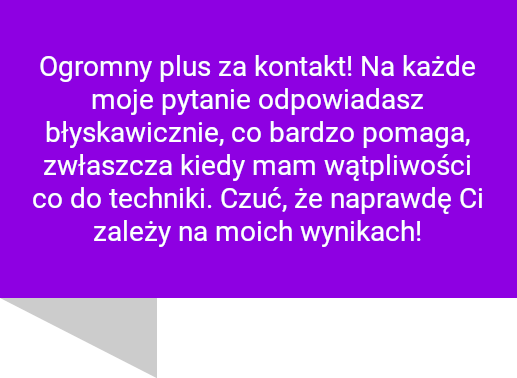 Ogromny plus za kontakt! Na każde
moje pytanie odpowiadasz
błyskawicznie, co bardzo pomaga,
zwłaszcza kiedy mam wątpliwości
co do techniki. Czuć, że naprawdę Ci
zależy na moich wynikach!